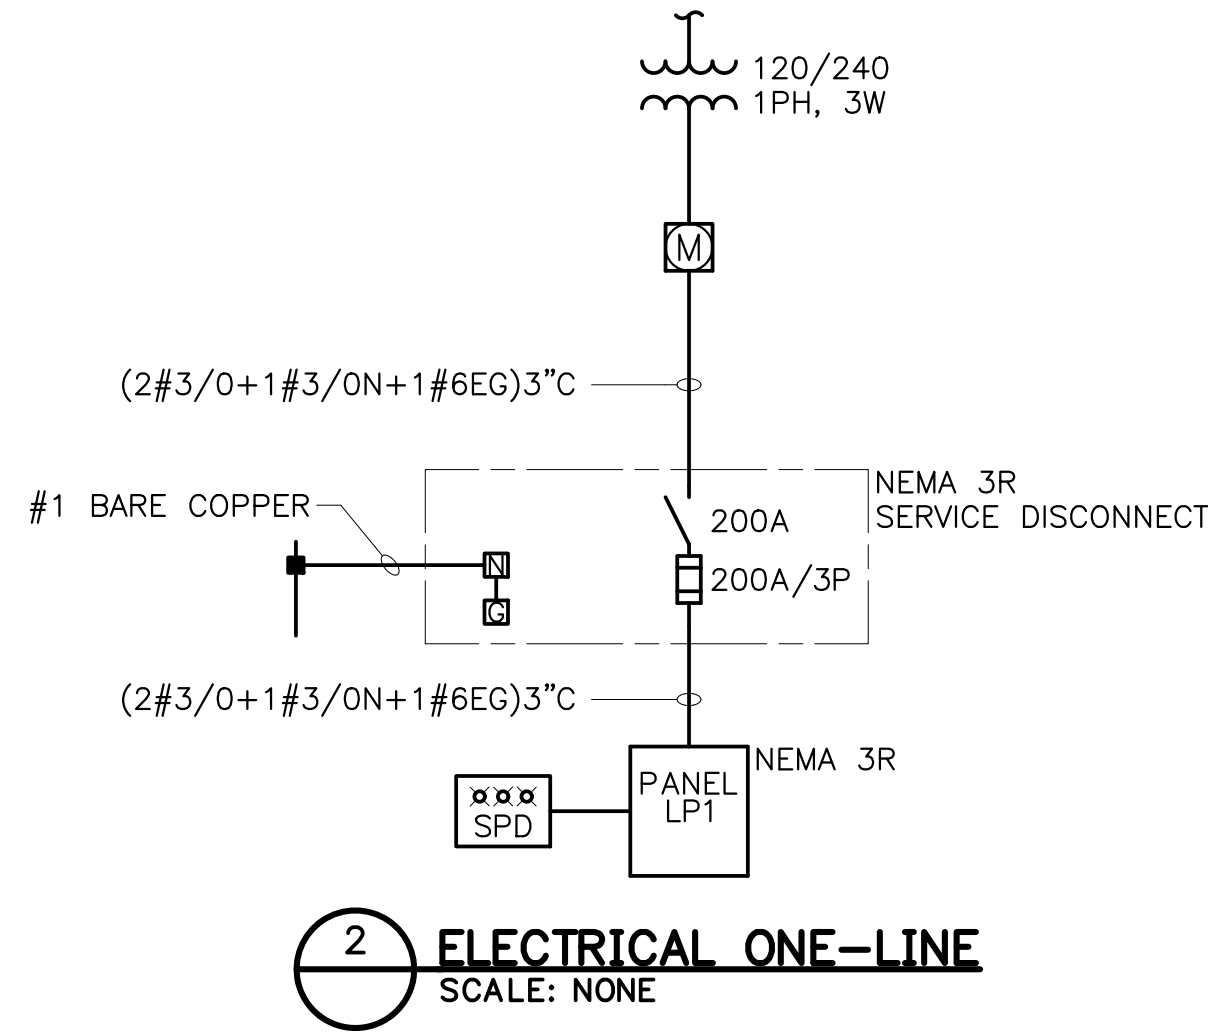 120/240
1PH, 3W
M
(2#3/0+1#3/0N+1#6EG)3"C
#1 BARE COPPER
NEMA 3R
SERVICE DISCONNECT
200A
N
200A/3P
G
(2#3/0+1#3/0N+1#6EG)3"C
NEMA 3R
PANEL
LP1
SPD
2
ELECTRICAL ONE-LINE
SCALE: NONE